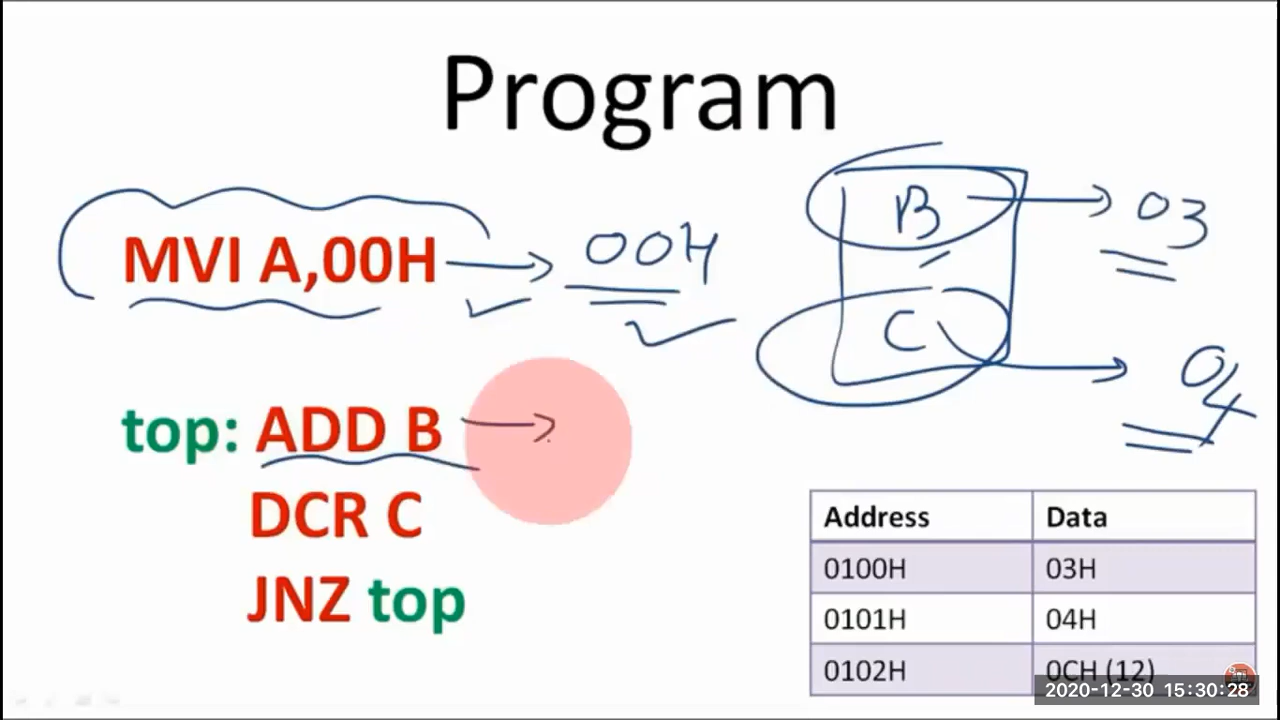 Program
MVI A,00H
00H
B
03
C
04
top: ADD B
DCR C
JNZ top
Address Data
0100H 03H
0101H 04H
0102H 0CH (12)
2020-12-30 15:30:28